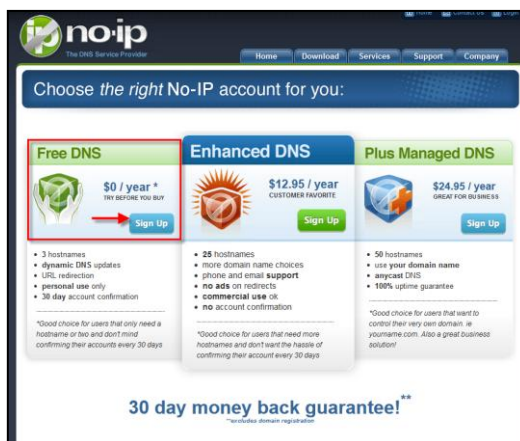 Home Contact Us Login
no-ip
The DNS Service Provider
Home Download Services Support Company
Choose the right No-IP account for you:
Free DNS
$0 / year *
TRY BEFORE YOU BUY
Sign Up
• 3 hostnames
• dynamic DNS updates
• URL redirection
• personal use only
• 30 day account confirmation
*Good choice for users that only need a
hostname or two and don't mind
confirming their accounts every 30 days
Enhanced DNS
$12.95 / year
CUSTOMER FAVORITE
Sign Up
• 25 hostnames
• more domain name choices
• phone and email support
• no ads on redirects
• commercial use ok
• no account confirmation
*Good choice for users that need more
hostnames and don't want the hassle of
confirming their account every 30 days
Plus Managed DNS
$24.95 / year
GREAT FOR BUSINESS
Sign Up
• 50 hostnames
• use your domain name
• anycast DNS
• 100% uptime guarantee
*Good choice for users that want to
control their very own domain. ie
yourname.com. Also a great business
solution!
30 day money back guarantee!**
**excludes domain registration